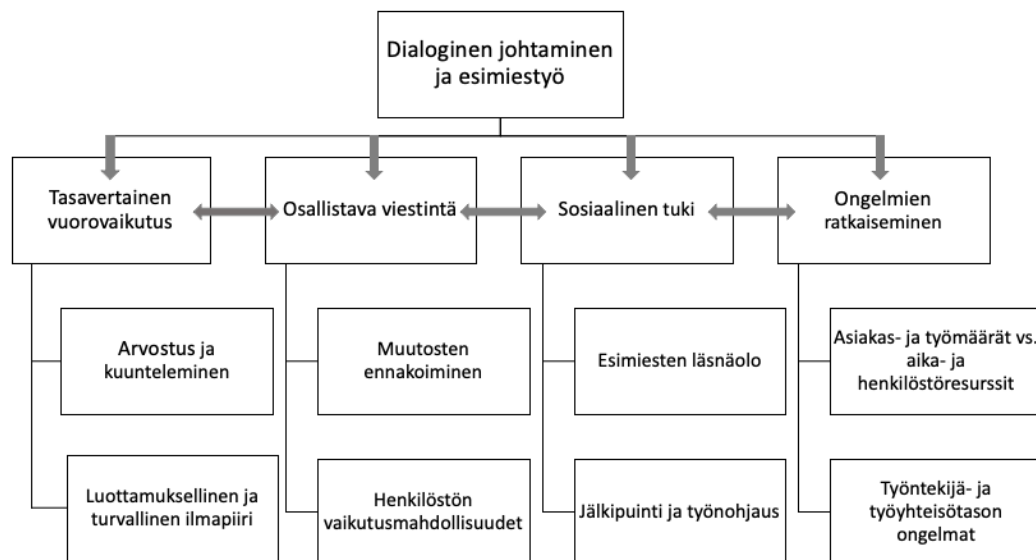 Dialoginen johtaminen
ja esimiestyö
Tasavertainen
vuorovaikutus
Osallistava viestintä
Sosiaalinen tuki
Ongelmien
ratkaiseminen
Arvostus ja
kuunteleminen
Muutosten
ennakoiminen
Esimiesten läsnäolo
Asiakas- ja työmäärät vs.
aika- ja
henkilöstöresurssit
Luottamuksellinen ja
turvallinen ilmapiiri
Henkilöstön
vaikutusmahdollisuudet
Jälkipuinti ja työnohjaus
Työntekijä- ja
työyhteisötason
ongelmat